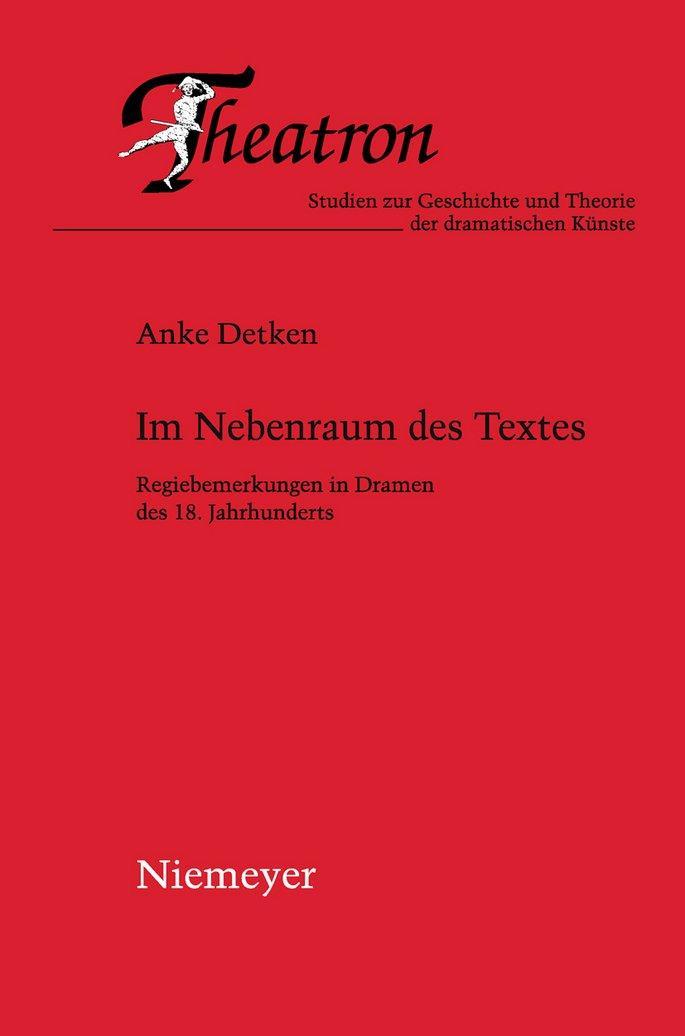 Theatron
Studien zur Geschichte und Theorie
der dramatischen Künste
Anke Detken
Im Nebenraum des Textes
Regiebemerkungen in Dramen
des 18. Jahrhunderts
Niemeyer